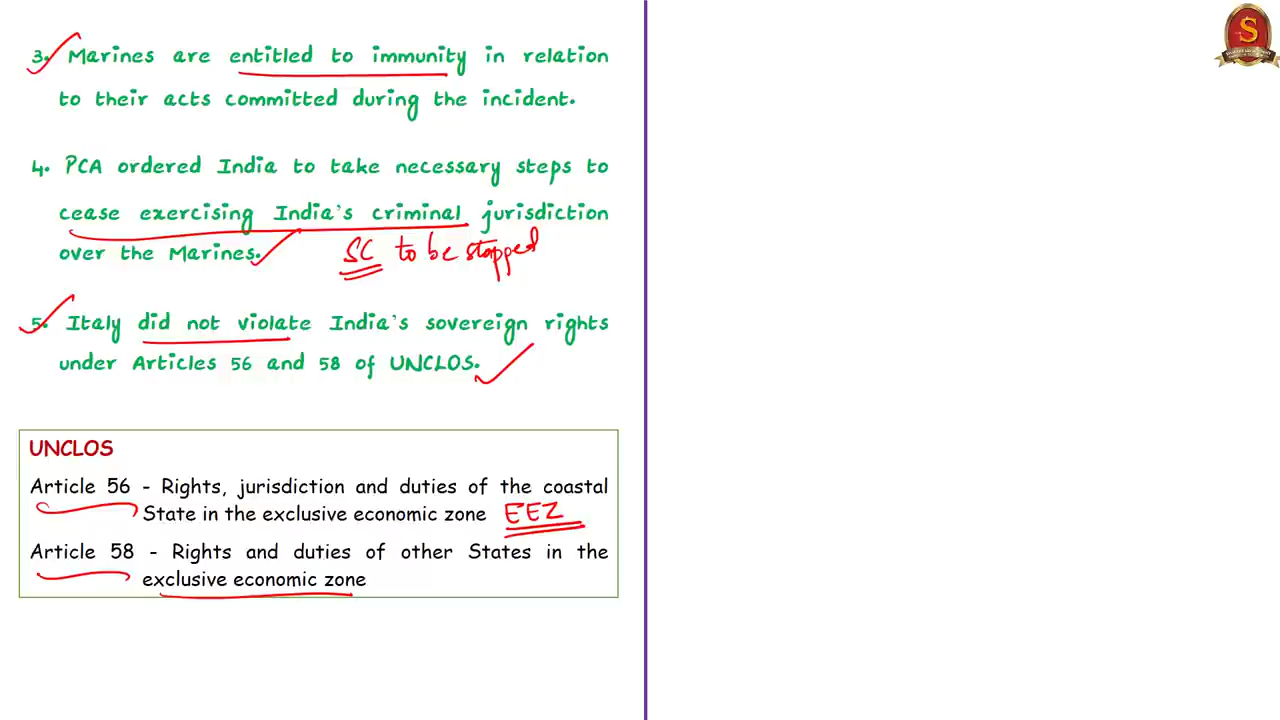 3. Marines are entitled to immunity in relation
to their acts committed during the incident.
4. PCA ordered India to take necessary steps to
cease exercising India's criminal jurisdiction
over the Marines. SC to be stopped
5. Italy did not violate India's sovereign rights
under Articles 56 and 58 of UNCLOS.
UNCLOS
Article 56 - Rights, jurisdiction and duties of the coastal
State in the exclusive economic zone EEZ
Article 58 - Rights and duties of other States in the
exclusive economic zone
S